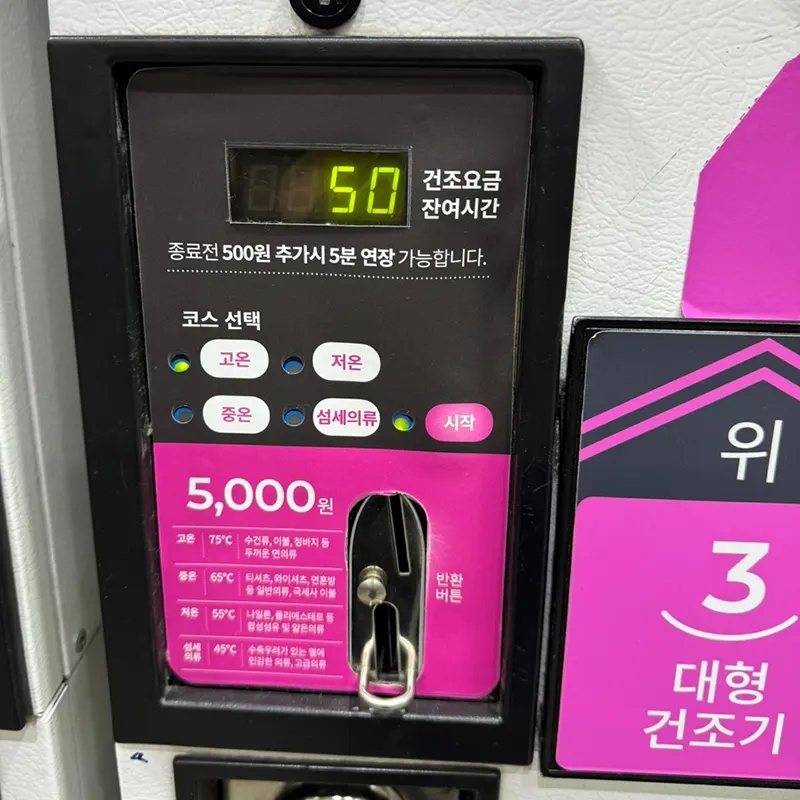 50
건조요금
잔여시간
종료전 500원 추가시 5분 연장 가능합니다.
코스 선택
고온
저온
중온
섬세의류
시작
5,000원
고온 75°C 수건류, 이불, 청바지 등
두꺼운 면의류
중온 65°C 티셔츠, 와이셔츠, 면혼방
등 일반의류, 극세사 이불
저온 55°C 나일론, 폴리에스테르 등
합성섬유 및 얇은의류
섬세
의류 45°C 수축우려가 있는 열에
민감한 의류, 고급의류
반환
버튼
위
3
대형
건조기